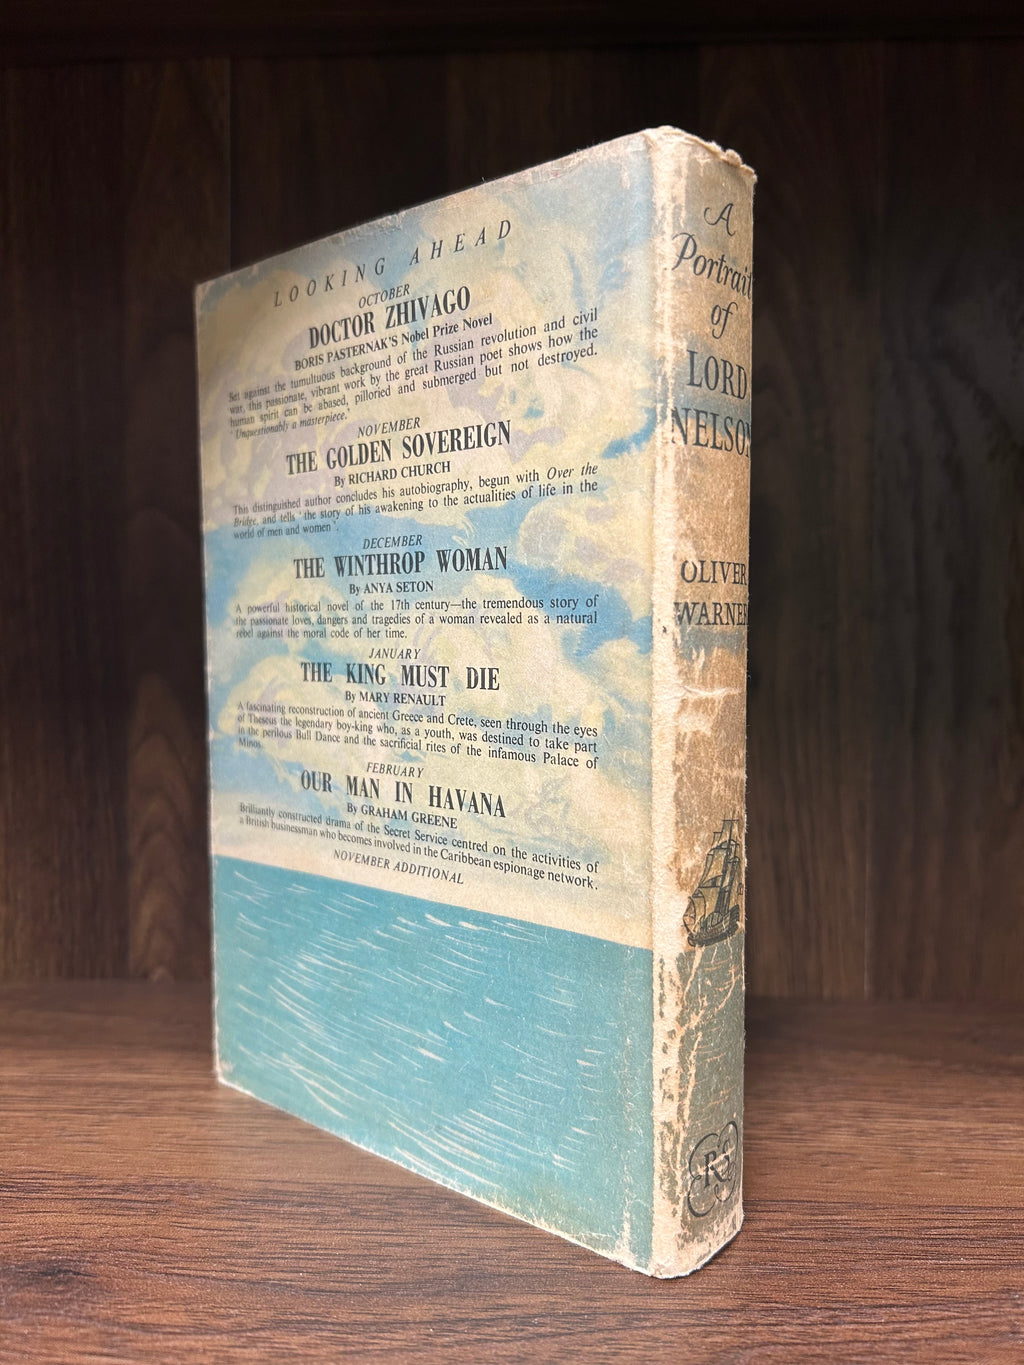 LOOKING AHEAD
OCTOBER
DOCTOR ZHIVAGO
BORIS PASTERNAK'S Nobel Prize Novel
Set against the tumultuous background of the Russian revolution and civil
war, this passionate, vibrant work by the great Russian poet shows how the
human spirit can be abased, pilloried and submerged but not destroyed.
' Unquestionably a masterpiece.'
NOVEMBER
THE GOLDEN SOVEREIGN
By RICHARD CHURCH
This distinguished author concludes his autobiography, begun with Over the
Bridge, and tells ' the story of his awakening to the actualities of life in the
world of men and women '.
DECEMBER
THE WINTHROP WOMAN
By ANYA SETON
A powerful historical novel of the 17th century—the tremendous story of
the passionate loves, dangers and tragedies of a woman revealed as a natural
rebel against the moral code of her time.
JANUARY
THE KING MUST DIE
By MARY RENAULT
A fascinating reconstruction of ancient Greece and Crete, seen through the eyes
of Theseus the legendary boy-king who, as a youth, was destined to take part
in the perilous Bull Dance and the sacrificial rites of the infamous Palace of
Minos.
FEBRUARY
OUR MAN IN HAVANA
By GRAHAM GREENE
Brilliantly constructed drama of the Secret Service centred on the activities of
a British businessman who becomes involved in the Caribbean espionage network.
NOVEMBER ADDITIONAL
A
Portrait
of
LORD
NELSON
OLIVER
WARNER
RS